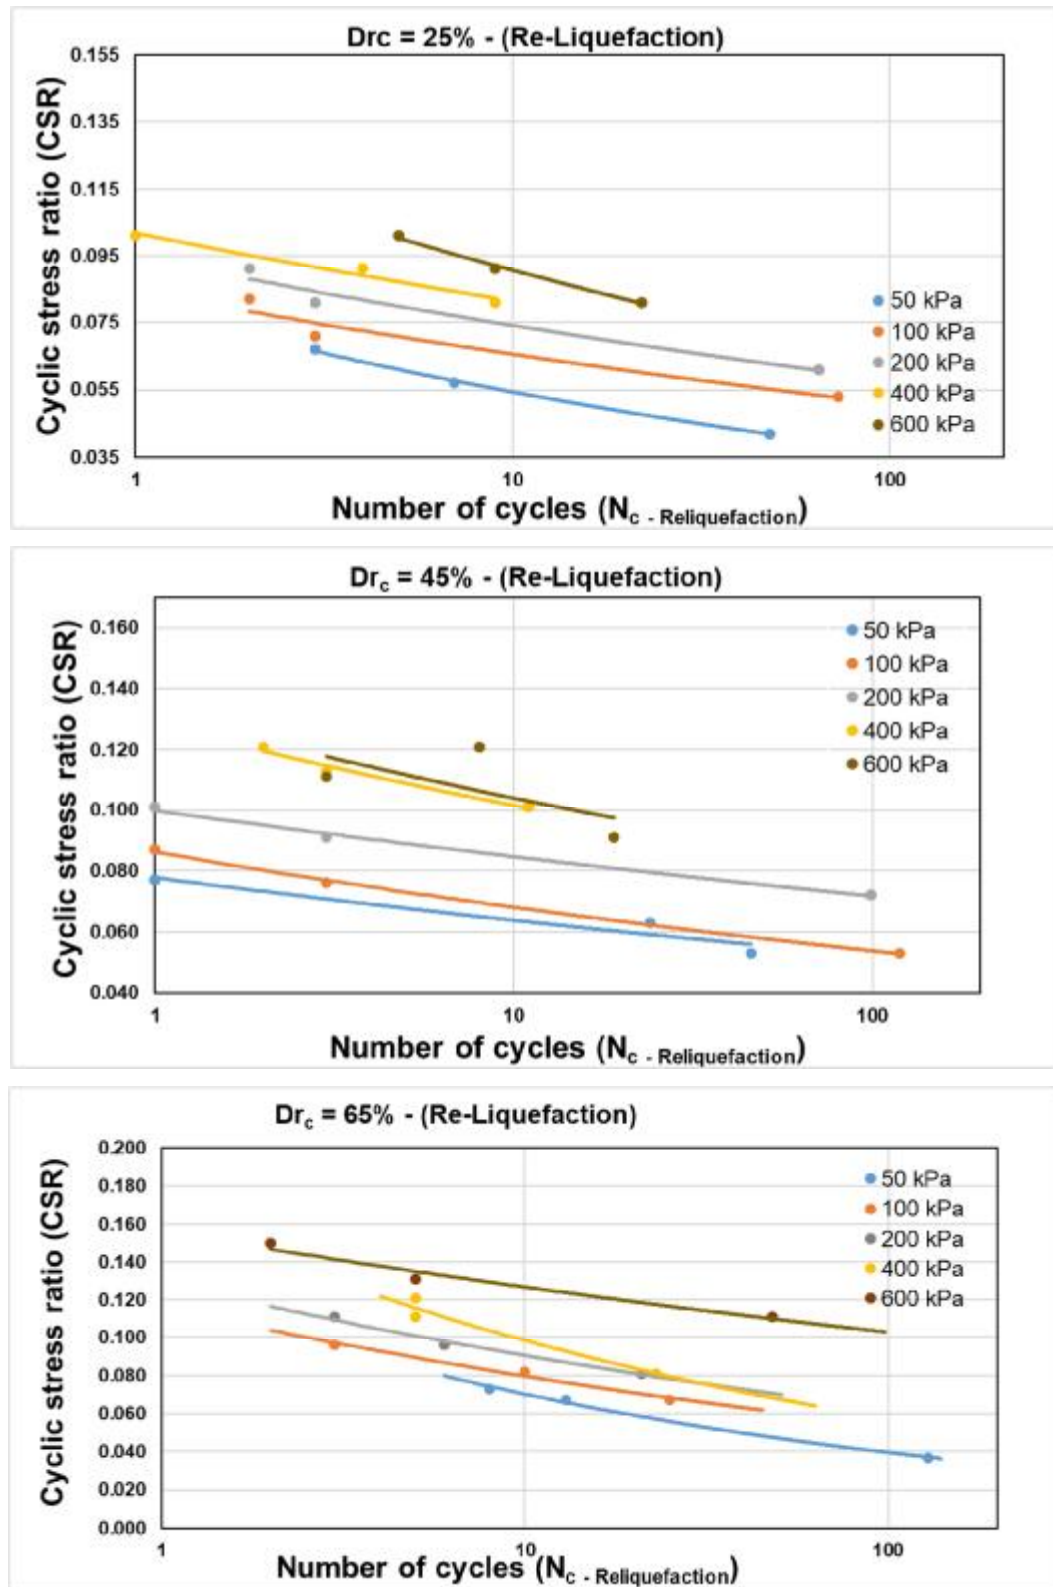 Drc = 25% - (Re-Liquefaction)
Cyclic stress ratio (CSR)
0.155
0.135
0.115
0.095
0.075
0.055
0.035
50 kPa
100 kPa
200 kPa
400 kPa
600 kPa
1
10
100
Number of cycles (Nc - Reliquefaction)
Drc = 45% - (Re-Liquefaction)
Cyclic stress ratio (CSR)
0.160
0.140
0.120
0.100
0.080
0.060
0.040
50 kPa
100 kPa
200 kPa
400 kPa
600 kPa
1
10
100
Number of cycles (Nc - Reliquefaction)
Drc = 65% - (Re-Liquefaction)
Cyclic stress ratio (CSR)
0.200
0.180
0.160
0.140
0.120
0.100
0.080
0.060
0.040
0.020
0.000
50 kPa
100 kPa
200 kPa
400 kPa
600 kPa
1
10
100
Number of cycles (Nc - Reliquefaction)